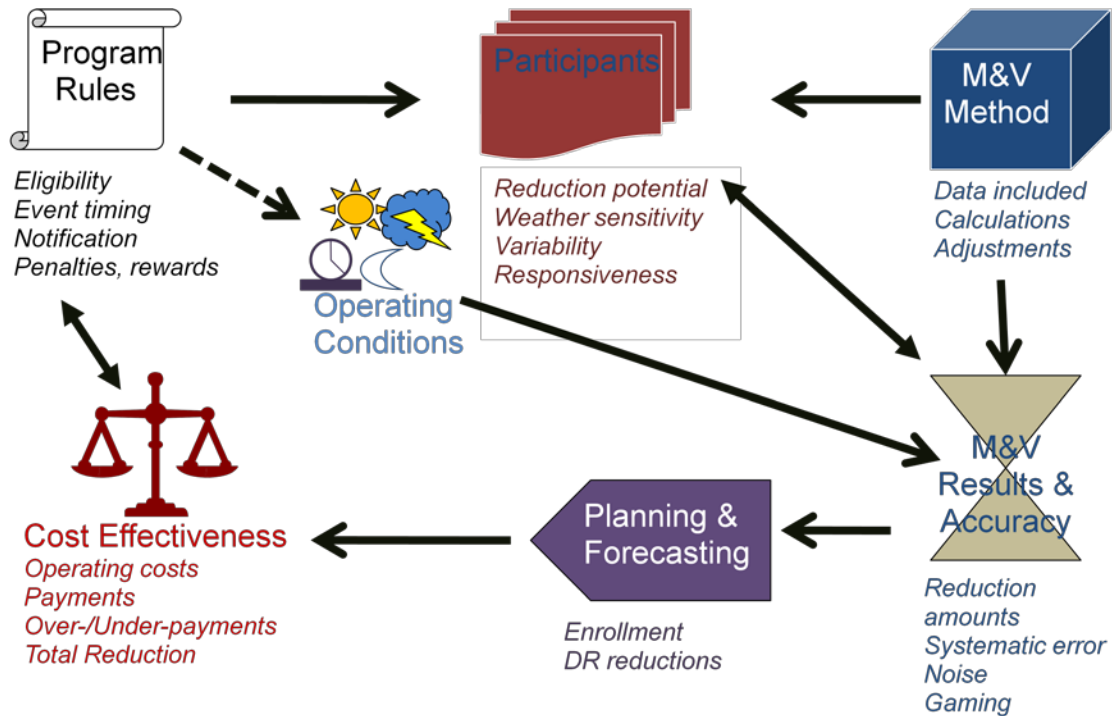 Program
Rules
Participants
M&V
Method
Eligibility
Event timing
Notification
Penalties, rewards
Reduction potential
Weather sensitivity
Variability
Responsiveness
Data included
Calculations
Adjustments
Operating
Conditions
M&V
Results &
Accuracy
Planning &
Forecasting
Cost Effectiveness
Operating costs
Payments
Over-/Under-payments
Total Reduction
Enrollment
DR reductions
Reduction
amounts
Systematic error
Noise
Gaming